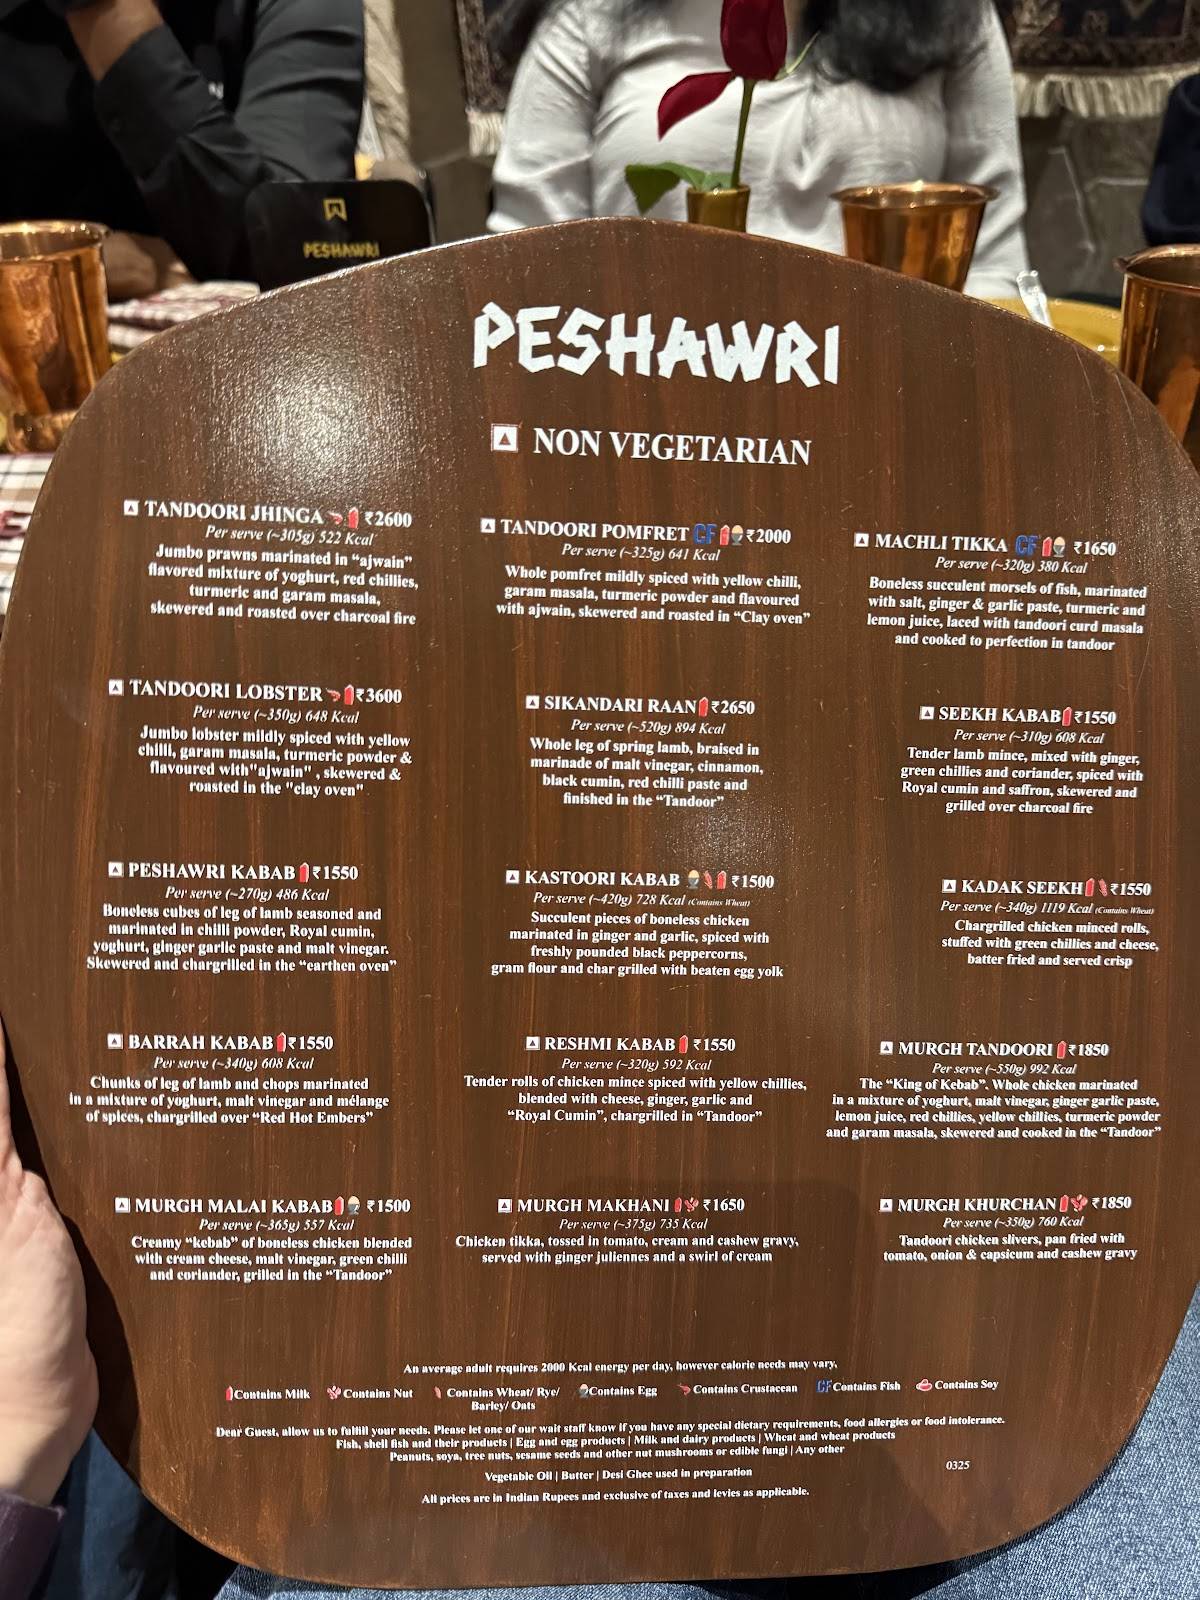 PESHAWRI
PESHAWRI
NON VEGETARIAN
TANDOORI JHINGA ₹2600
Per serve (~305g) 522 Kcal
Jumbo prawns marinated in “ajwain”
flavored mixture of yoghurt, red chillies,
turmeric and garam masala,
skewered and roasted over charcoal fire
TANDOORI POMFRET CF ₹2000
Per serve (~325g) 641 Kcal
Whole pomfret mildly spiced with yellow chilli,
garam masala, turmeric powder and flavoured
with ajwain, skewered and roasted in “Clay oven”
MACHLI TIKKA CF ₹1650
Per serve (~320g) 380 Kcal
Boneless succulent morsels of fish, marinated
with salt, ginger & garlic paste, turmeric and
lemon juice, laced with tandoori curd masala
and cooked to perfection in tandoor
TANDOORI LOBSTER ₹3600
Per serve (~350g) 648 Kcal
Jumbo lobster mildly spiced with yellow
chilli, garam masala, turmeric powder &
flavoured with"ajwain" , skewered &
roasted in the "clay oven"
SIKANDARI RAAN ₹2650
Per serve (~520g) 894 Kcal
Whole leg of spring lamb, braised in
marinade of malt vinegar, cinnamon,
black cumin, red chilli paste and
finished in the “Tandoor”
SEEKH KABAB ₹1550
Per serve (~310g) 608 Kcal
Tender lamb mince, mixed with ginger,
green chillies and coriander, spiced with
Royal cumin and saffron, skewered and
grilled over charcoal fire
PESHAWRI KABAB ₹1550
Per serve (~270g) 486 Kcal
Boneless cubes of leg of lamb seasoned and
marinated in chilli powder, Royal cumin,
yoghurt, ginger garlic paste and malt vinegar.
Skewered and chargrilled in the “earthen oven”
KASTOORI KABAB ₹1500
Per serve (~420g) 728 Kcal (Contains Wheat)
Succulent pieces of boneless chicken
marinated in ginger and garlic, spiced with
freshly pounded black peppercorns,
gram flour and char grilled with beaten egg yolk
KADAK SEEKH ₹1550
Per serve (~340g) 1119 Kcal (Contains Wheat)
Chargrilled chicken minced rolls,
stuffed with green chillies and cheese,
batter fried and served crisp
BARRAH KABAB ₹1550
Per serve (~340g) 608 Kcal
Chunks of leg of lamb and chops marinated
in a mixture of yoghurt, malt vinegar and mélange
of spices, chargrilled over “Red Hot Embers”
RESHMI KABAB ₹1550
Per serve (~320g) 592 Kcal
Tender rolls of chicken mince spiced with yellow chillies,
blended with cheese, ginger, garlic and
“Royal Cumin”, chargrilled in “Tandoor”
MURGH TANDOORI ₹1850
Per serve (~550g) 992 Kcal
The “King of Kebab”. Whole chicken marinated
in a mixture of yoghurt, malt vinegar, ginger garlic paste,
lemon juice, red chillies, yellow chillies, turmeric powder
and garam masala, skewered and cooked in the “Tandoor”
MURGH MALAI KABAB ₹1500
Per serve (~365g) 557 Kcal
Creamy “kebab” of boneless chicken blended
with cream cheese, malt vinegar, green chilli
and coriander, grilled in the “Tandoor”
MURGH MAKHANI ₹1650
Per serve (~375g) 735 Kcal
Chicken tikka, tossed in tomato, cream and cashew gravy,
served with ginger juliennes and a swirl of cream
MURGH KHURCHAN ₹1850
Per serve (~350g) 760 Kcal
Tandoori chicken slivers, pan fried with
tomato, onion & capsicum and cashew gravy
An average adult requires 2000 Kcal energy per day, however calorie needs may vary.
Contains Milk Contains Nut Contains Wheat/ Rye/ Contains Egg Contains Crustacean CF Contains Fish Contains Soy
Barley/ Oats
Dear Guest, allow us to fulfill your needs. Please let one of our wait staff know if you have any special dietary requirements, food allergies or food intolerance.
Fish, shell fish and their products | Egg and egg products | Milk and dairy products | Wheat and wheat products
Peanuts, soya, tree nuts, sesame seeds and other nut mushrooms or edible fungi | Any other
0325
Vegetable Oil | Butter | Desi Ghee used in preparation
All prices are in Indian Rupees and exclusive of taxes and levies as applicable.